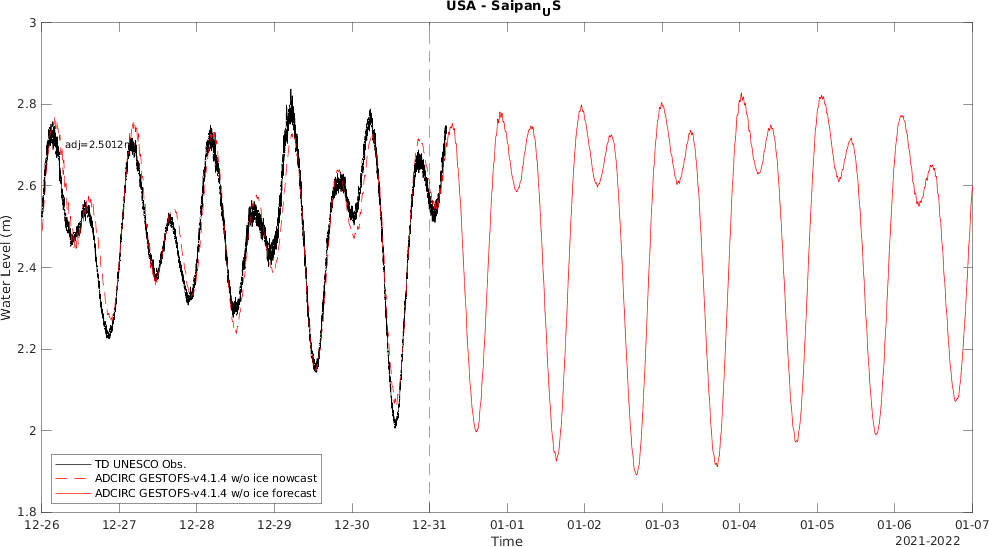 USA - SaipanUS
3
2.8
adj=2.5012m
2.6
2.4
2.2
2
1.8
Water Level (m)
TD UNESCO Obs.
ADCIRC GESTOFS-v4.1.4 w/o ice nowcast
ADCIRC GESTOFS-v4.1.4 w/o ice forecast
12-26 12-27 12-28 12-29 12-30 12-31 01-01 01-02 01-03 01-04 01-05 01-06 01-07
Time
2021-2022